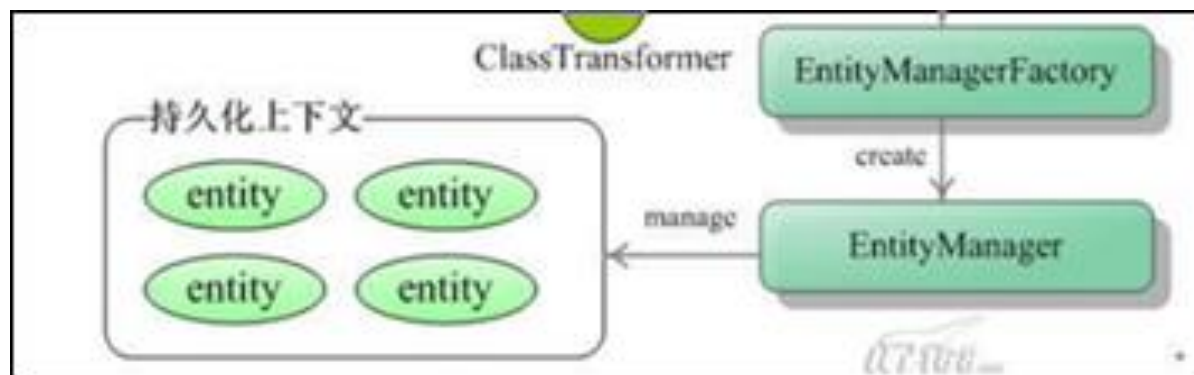 ClassTransformer
EntityManagerFactory
持久化上下文
create
entity
entity
manage
EntityManager
entity
entity